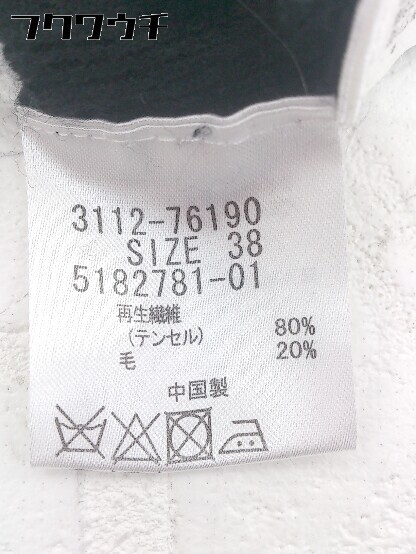 フクワウチ
3112-76190
SIZE 38
5182781-01
再生繊維
(テンセル) 80%
毛 20%
中国製